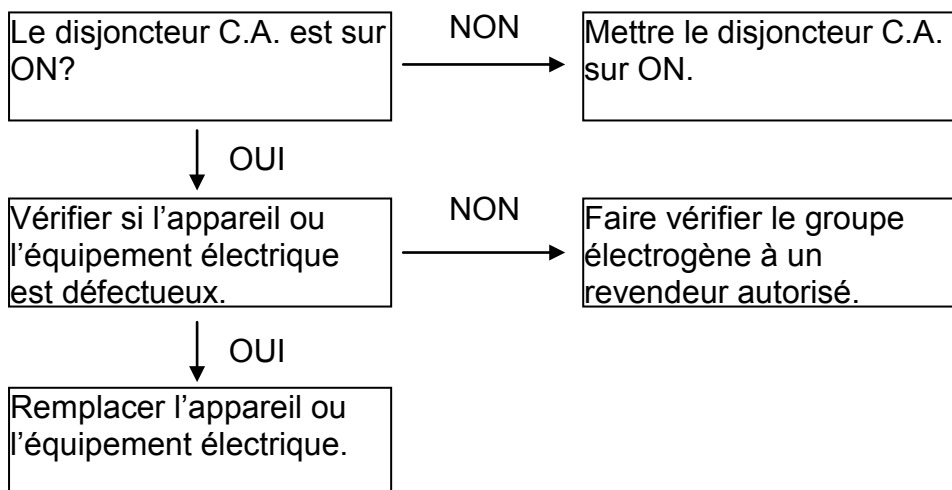 Le disjoncteur C.A. est sur
ON?
NON
Mettre le disjoncteur C.A.
sur ON.
OUI
Vérifier si l'appareil ou
l'équipement électrique
est défectueux.
NON
Faire vérifier le groupe
électrogène à un
revendeur autorisé.
OUI
Remplacer l'appareil ou
l'équipement électrique.